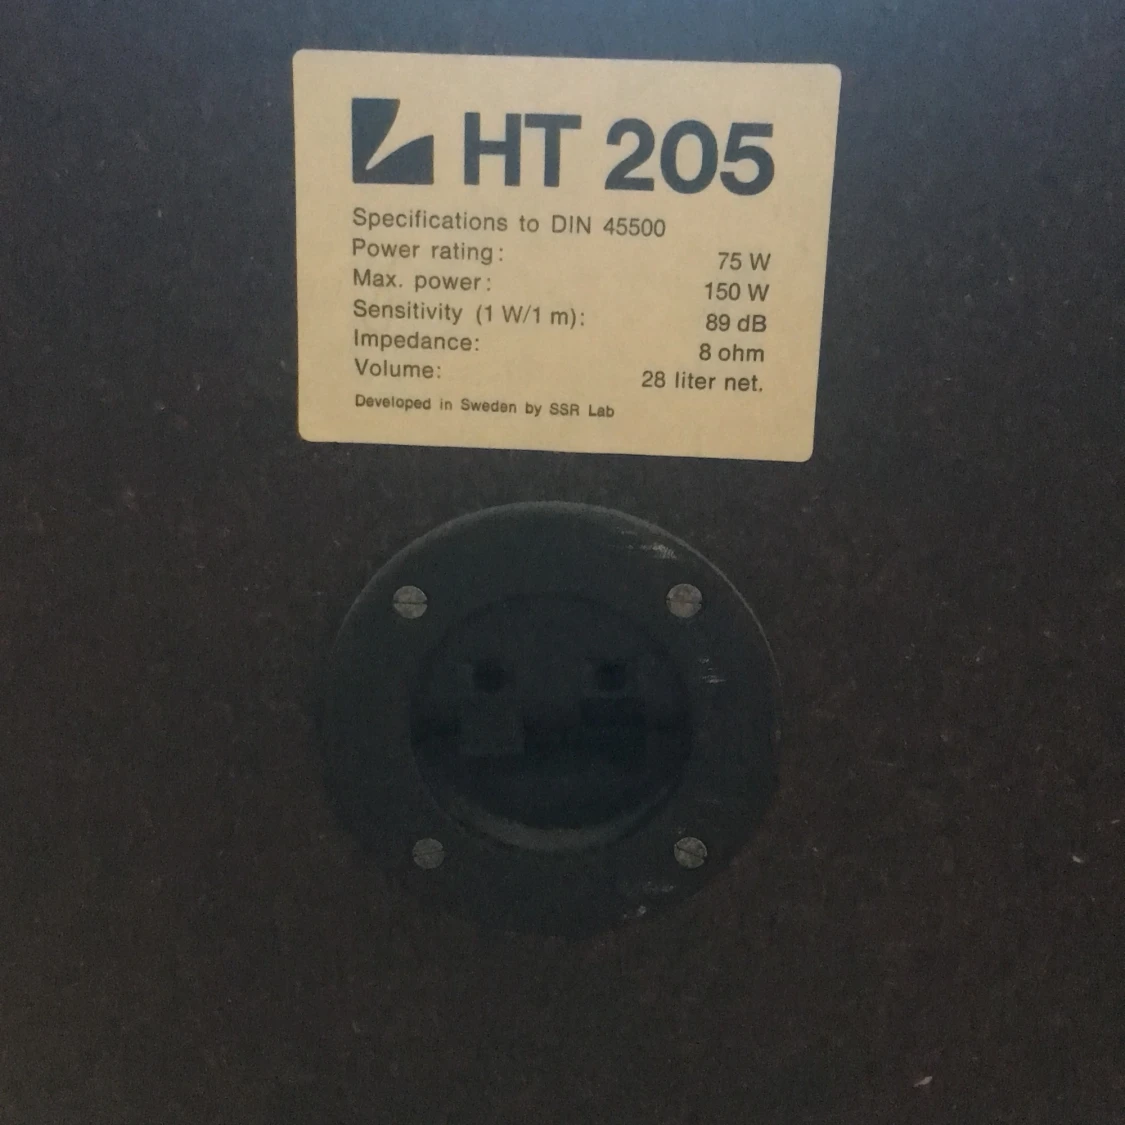 HT 205
Specifications to DIN 45500
Power rating: 75 W
Max. power: 150 W
Sensitivity (1 W/1 m): 89 dB
Impedance: 8 ohm
Volume: 28 liter net.
Developed in Sweden by SSR Lab